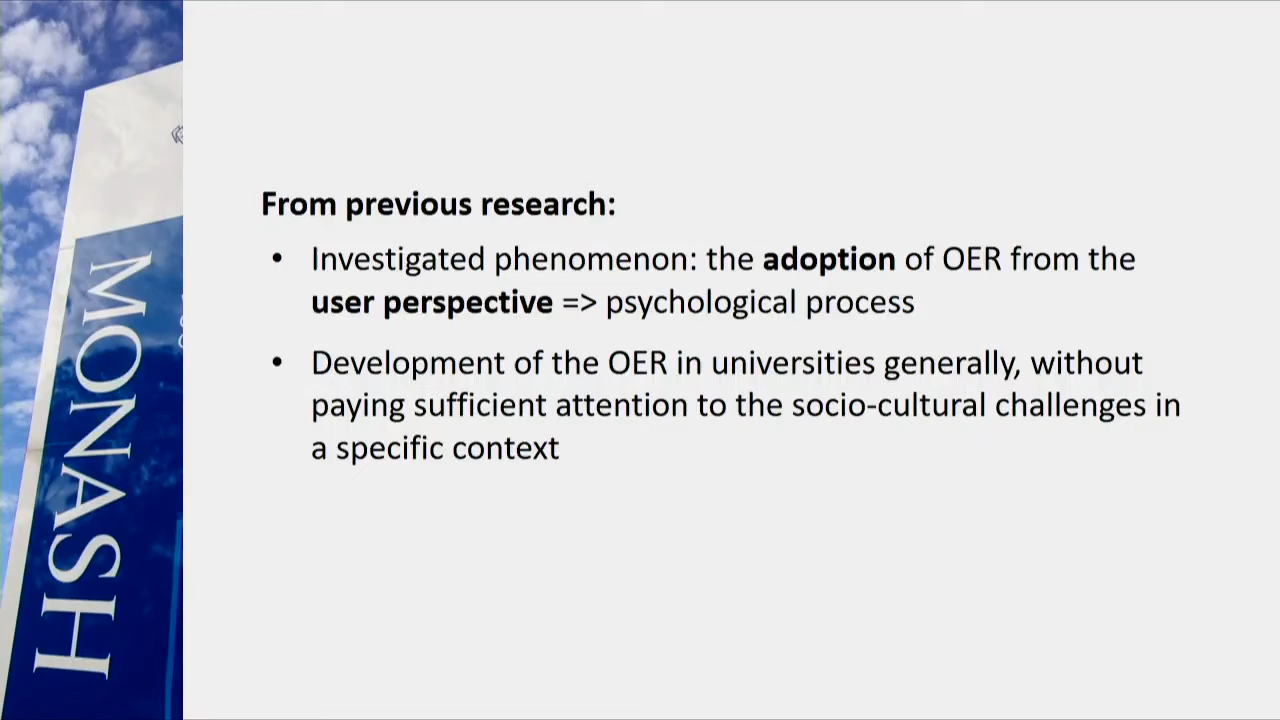 MONASH
From previous research:
• Investigated phenomenon: the adoption of OER from the
user perspective => psychological process
• Development of the OER in universities generally, without
paying sufficient attention to the socio-cultural challenges in
a specific context